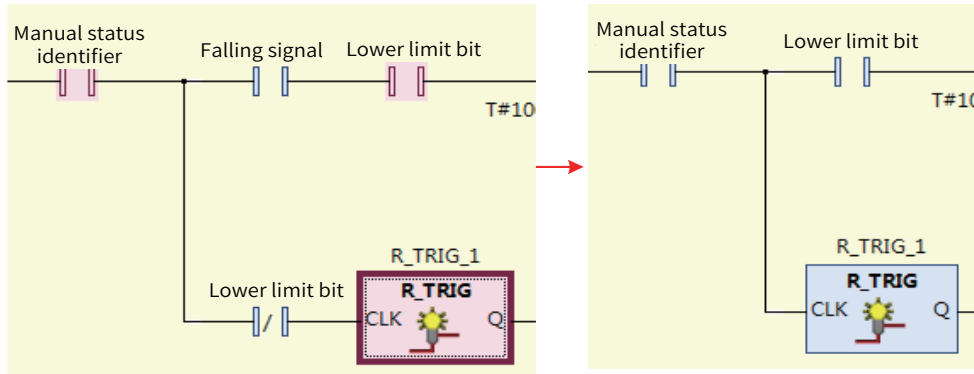 Manual status
identifier
Falling signal
Lower limit bit
T#10
R_TRIG_1
Lower limit bit
R_TRIG
CLK
Q
Manual status
identifier
Lower limit bit
T#10
R_TRIG_1
R_TRIG
CLK
Q